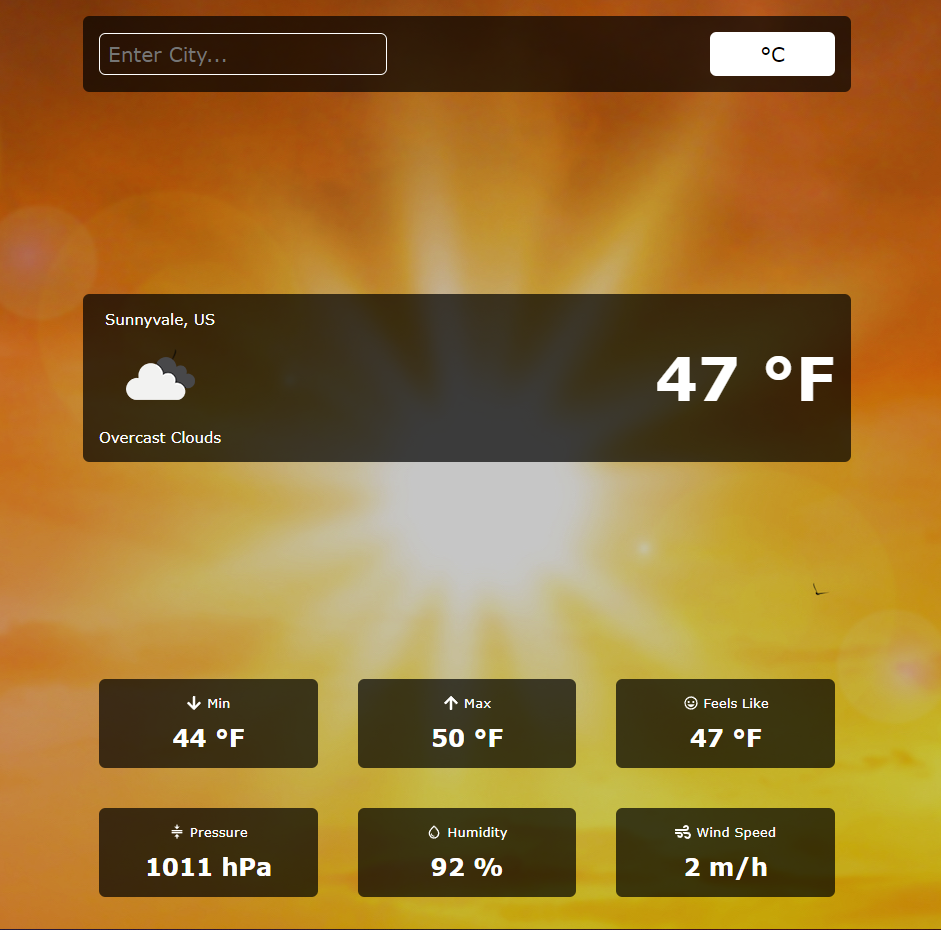 Enter City...
°C
Sunnyvale, US
47 °F
Overcast Clouds
Min
44 °F
Max
50 °F
Feels Like
47 °F
Pressure
1011 hPa
Humidity
92 %
Wind Speed
2 m/h